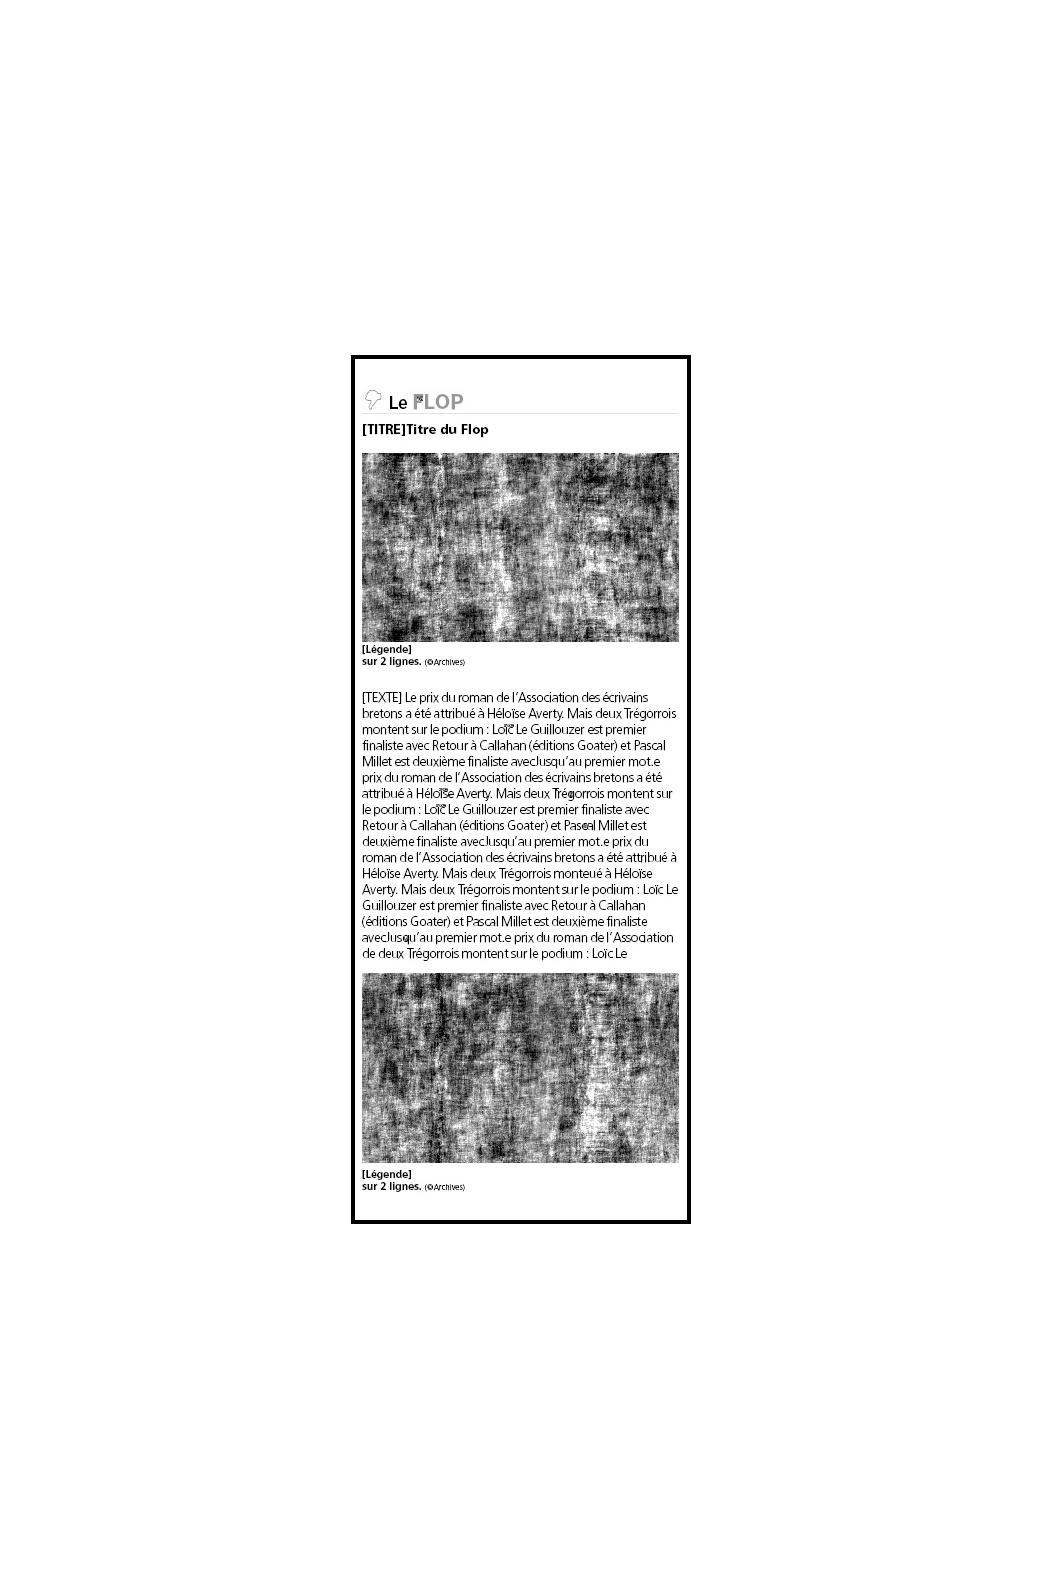 Le FLOP
[TITRE]Titre du Flop
[Légende]
sur 2 lignes. (©Archives)
[TEXTE] Le prix du roman de l'Association des écrivains
bretons a été attribué à Héloïse Averty. Mais deux Trégorrois
montent sur le podium : Loïc Le Guillouzer est premier
finaliste avec Retour à Callahan (éditions Goater) et Pascal
Millet est deuxième finaliste avecJusqu'au premier mot.e
prix du roman de l'Association des écrivains bretons a été
attribué à Héloïse Averty. Mais deux Trégorrois montent sur
le podium : Loïc Le Guillouzer est premier finaliste avec
Retour à Callahan (éditions Goater) et Pascal Millet est
deuxième finaliste avecJusqu'au premier mot.e prix du
roman de l'Association des écrivains bretons a été attribué à
Héloïse Averty. Mais deux Trégorrois monteué à Héloïse
Averty. Mais deux Trégorrois montent sur le podium : Loïc Le
Guillouzer est premier finaliste avec Retour à Callahan
(éditions Goater) et Pascal Millet est deuxième finaliste
avecJusqu'au premier mot.e prix du roman de l'Association
de deux Trégorrois montent sur le podium : Loïc Le
[Légende]
sur 2 lignes. (©Archives)